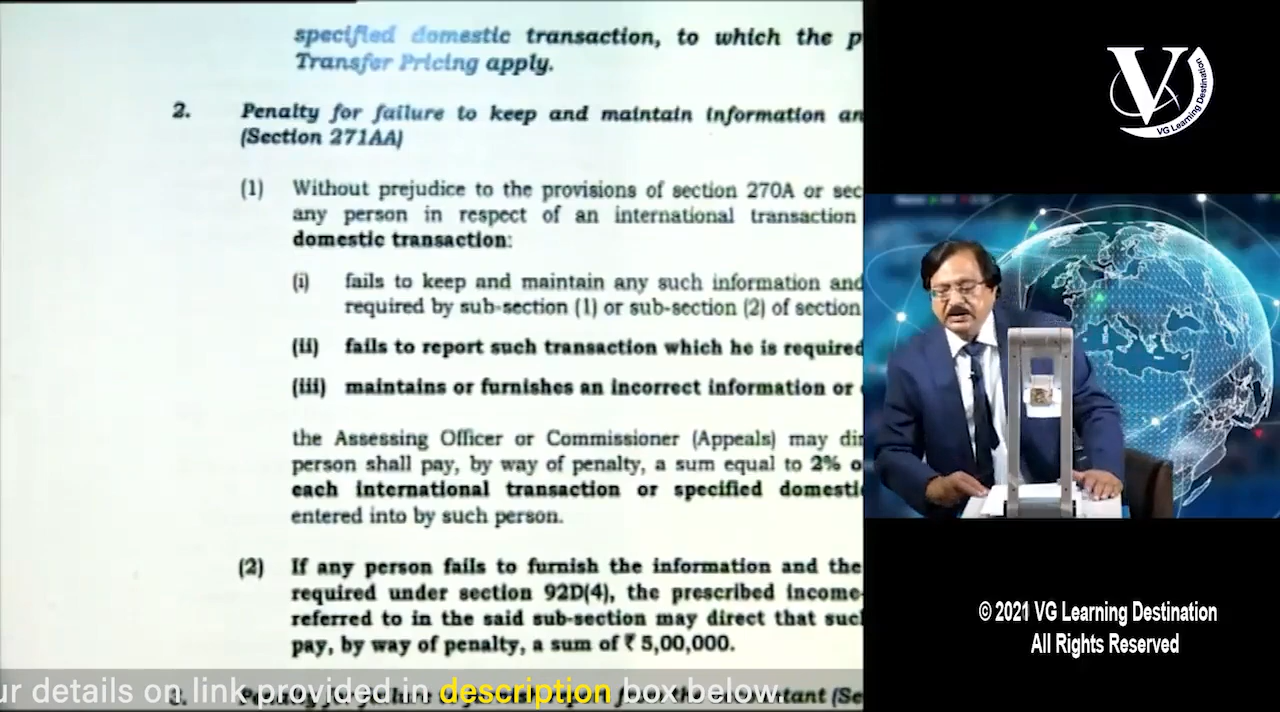 specified domestic transaction, to which the p
Transfer Pricing apply.
2. Penalty for failure to keep and maintain information an
(Section 271AA)
(1) Without prejudice to the provisions of section 270A or sec
any person in respect of an international transaction
domestic transaction:
(i) fails to keep and maintain any such information and
required by sub-section (1) or sub-section (2) of section
(ii) fails to report such transaction which he is required
(iii) maintains or furnishes an incorrect information or
the Assessing Officer or Commissioner (Appeals) may dir
person shall pay, by way of penalty, a sum equal to 2% o
each international transaction or specified domesti
entered into by such person.
(2) If any person fails to furnish the information and the
required under section 92D(4), the prescribed income-
referred to in the said sub-section may direct that sucl
pay, by way of penalty, a sum of ₹ 5,00,000.
ur details on link provided in description box below.
3. Penalty for failure
(Se
V
VG Learning Destination
© 2021 VG Learning Destination
All Rights Reserved